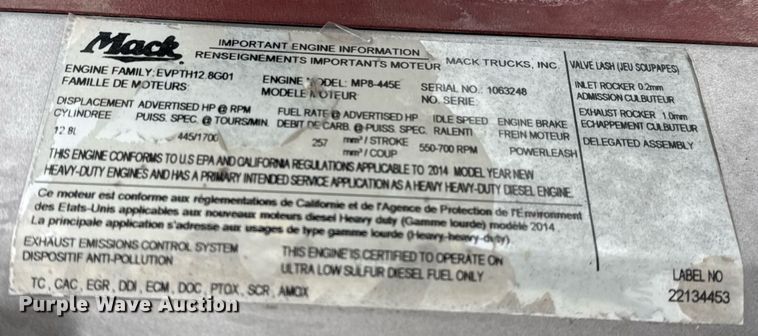 Mack
IMPORTANT ENGINE INFORMATION
RENSEIGNEMENTS IMPORTANTS MOTEUR
MACK TRUCKS, INC.
VALVE LASH (JEU SOUPAPES)
ENGINE FAMILY: EVPTH12.8G01
FAMILLE DE MOTEURS:
ENGINE MODEL: MP8-445E
MODELE MOTEUR
SERIAL NO.: 1063248
NO. SERIE:
INLET ROCKER 0.2mm
ADMISSION CULBUTEUR
EXHAUST ROCKER 1.0mm
ECHAPPEMENT CULBUTEUR
DELEGATED ASSEMBLY
DISPLACEMENT ADVERTISED HP @ RPM FUEL RATE @ ADVERTISED HP IDLE SPEED ENGINE BRAKE
CYLINDREE PUISS. SPEC. @ TOURS/MIN. DEBIT DE CARB. @ PUISS. SPEC. RALENTI FREIN MOTEUR
12.8L 445/1700 257 mm³ / STROKE 550-700 RPM POWERLEASH
mm³ / COUP
THIS ENGINE CONFORMS TO U.S EPA AND CALIFORNIA REGULATIONS APPLICABLE TO 2014 MODEL YEAR NEW
HEAVY-DUTY ENGINES AND HAS A PRIMARY INTENDED SERVICE APPLICATION AS A HEAVY HEAVY-DUTY DIESEL ENGINE.
Ce moteur est conforme aux réglementations de Californie et de l'Agence de Protection de l'Environment
des Etats-Unis applicables aux nouveaux moteurs diesel Heavy duty (Gamme lourde) modèle 2014.
La principale application s'adresse aux usages de type gamme lourde (Heavy-heavy-duty)
EXHAUST EMISSIONS CONTROL SYSTEM
DISPOSITIF ANTI-POLLUTION
THIS ENGINE IS CERTIFIED TO OPERATE ON
ULTRA LOW SULFUR DIESEL FUEL ONLY
TC, CAC, EGR, DDI, ECM, DOC, PTOX, SCR, AMOX
LABEL NO
22134453
Purple Wave Auction